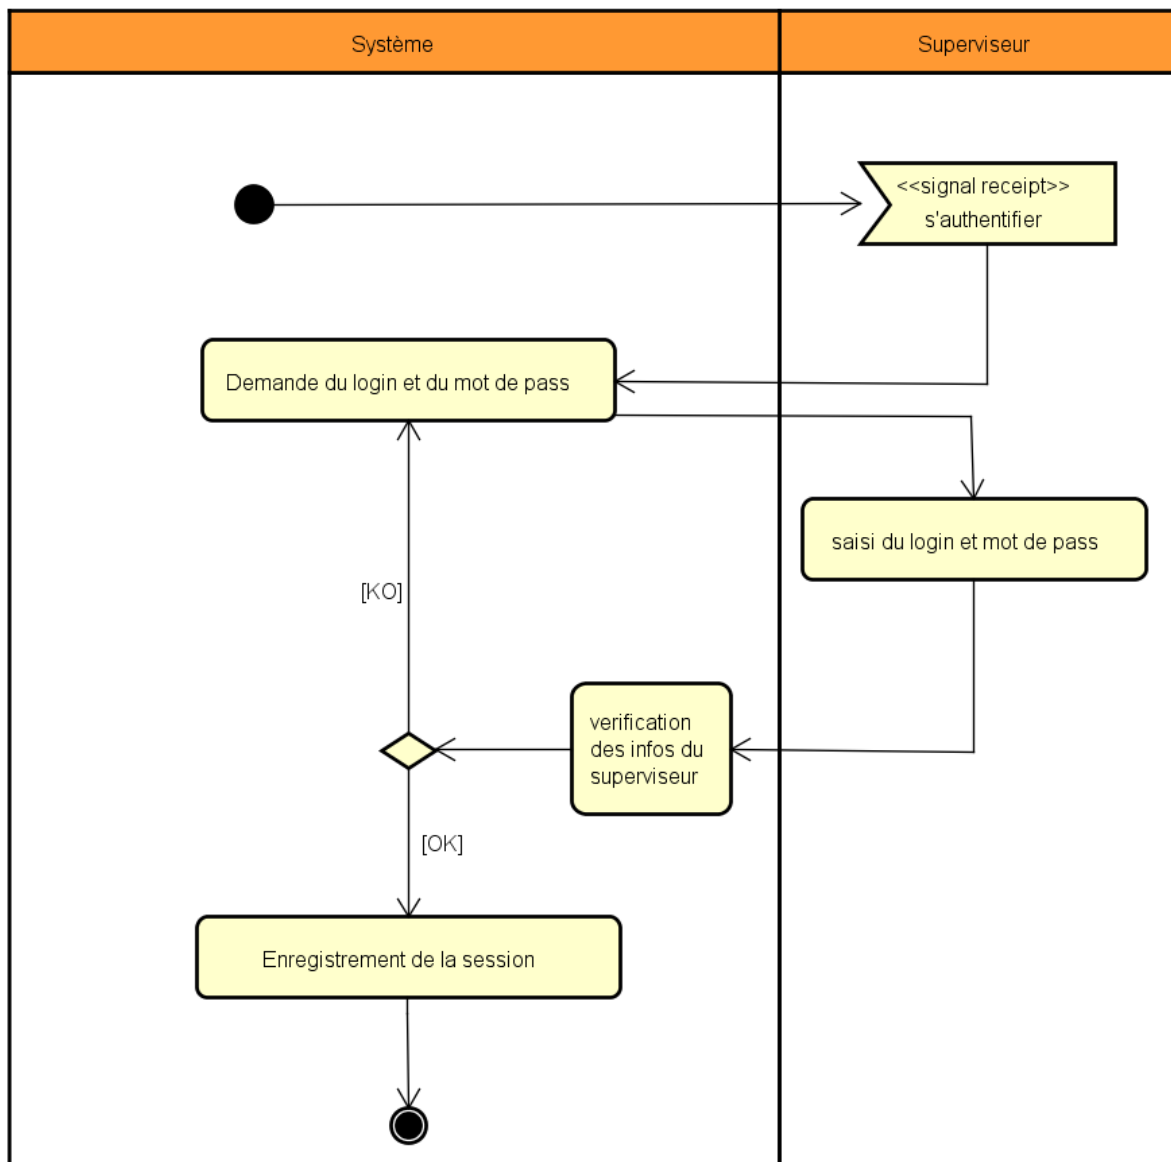 Système
Superviseur
<<signal receipt>>
s'authentifier
Demande du login et du mot de pass
saisi du login et mot de pass
[KO]
verification
des infos du
superviseur
[OK]
Enregistrement de la session